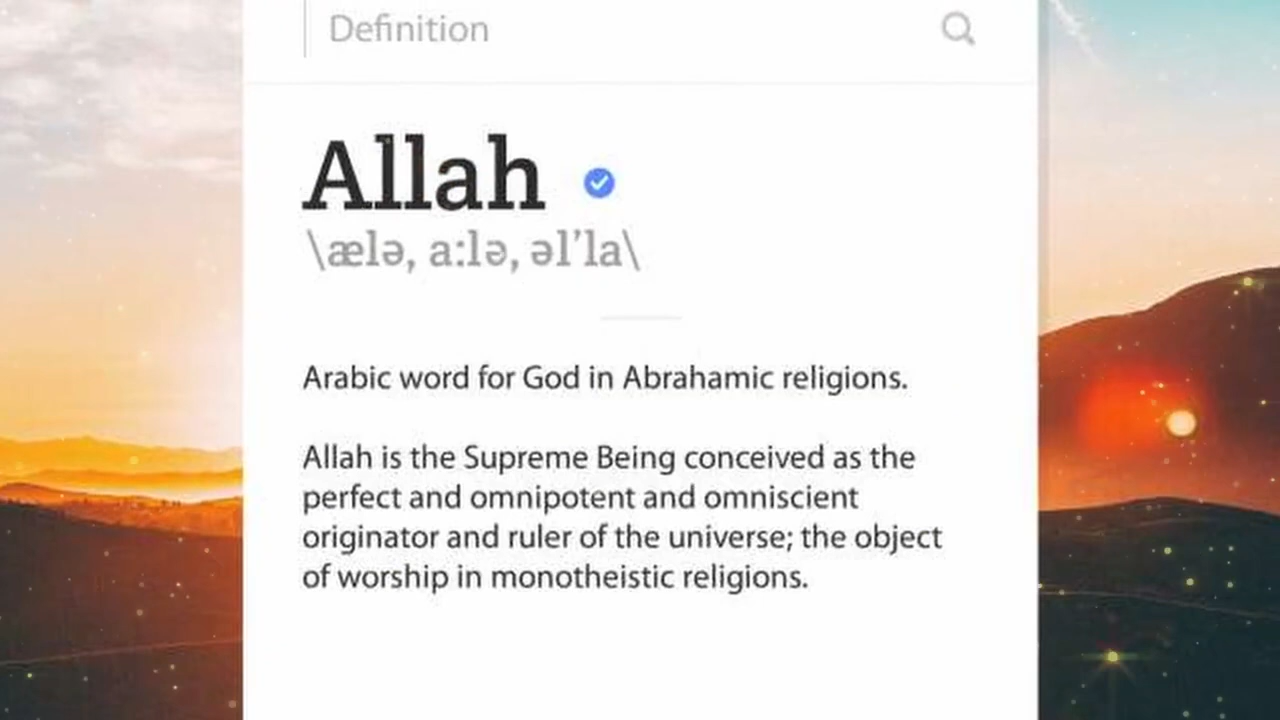 Definition
Allah
\ælə, a:lə, əl’la\
Arabic word for God in Abrahamic religions.
Allah is the Supreme Being conceived as the
perfect and omnipotent and omniscient
originator and ruler of the universe; the object
of worship in monotheistic religions.